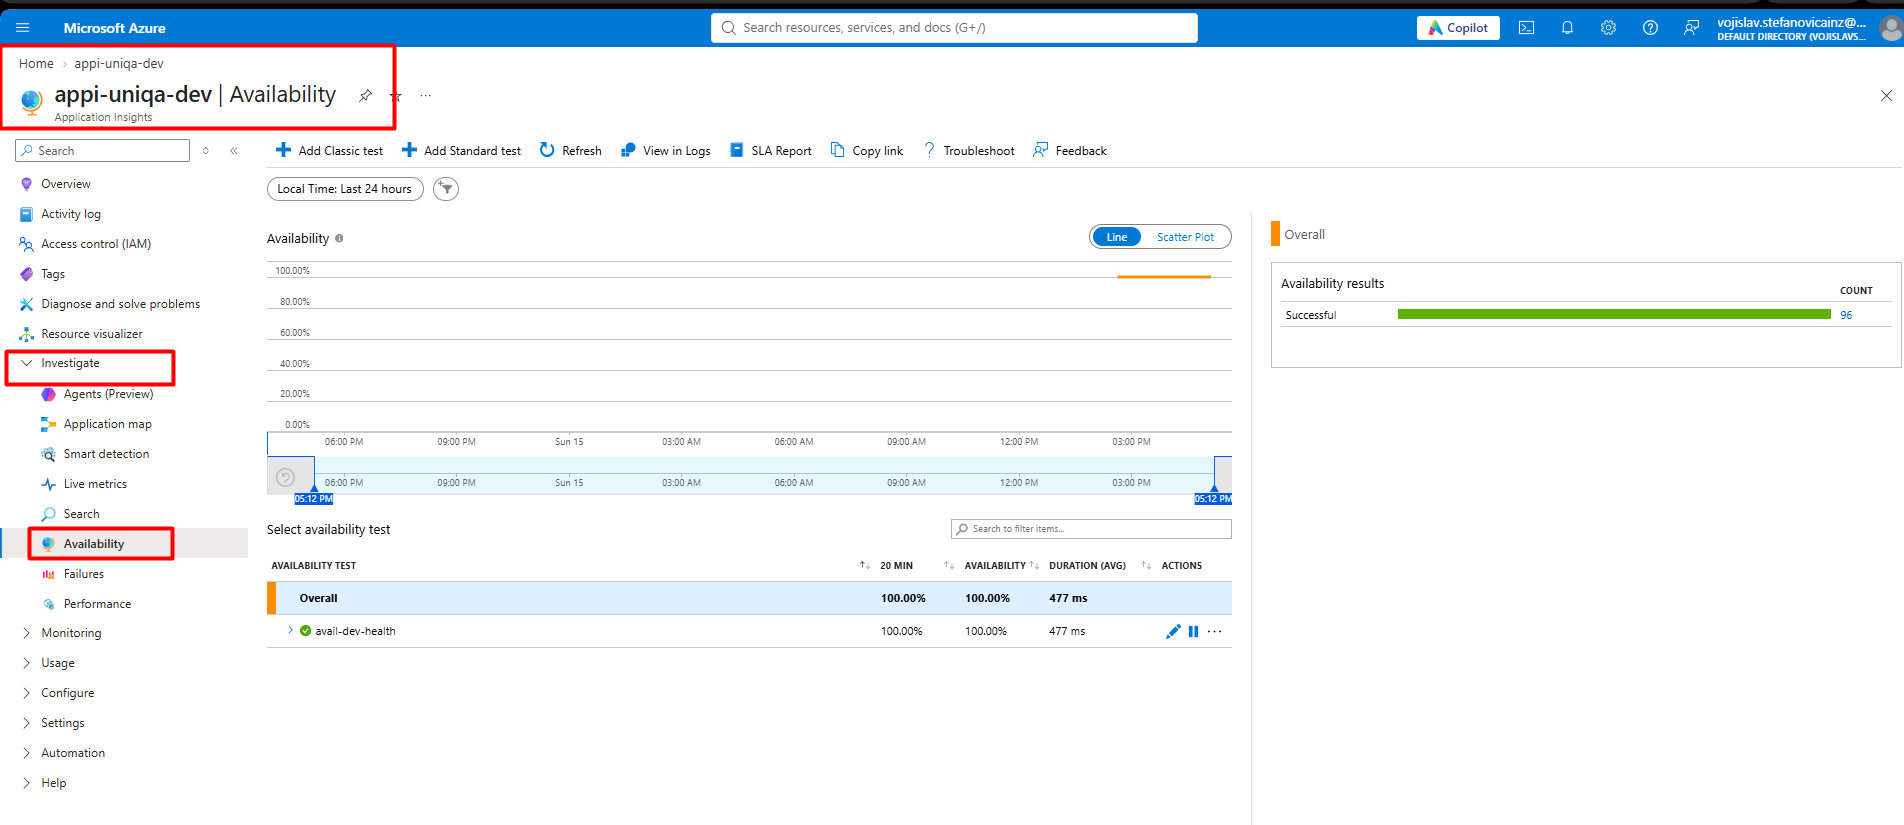 Microsoft Azure
Search resources, services, and docs (G+/)
Copilot
vojislav.stefanovicainz@...
DEFAULT DIRECTORY (VOJISLAVS...
Home > appi-uniqa-dev
appi-uniqa-dev | Availability
Application Insights
Search
Overview
Activity log
Access control (IAM)
Tags
Diagnose and solve problems
Resource visualizer
Investigate
Agents (Preview)
Application map
Smart detection
Live metrics
Search
Availability
Failures
Performance
Monitoring
Usage
Configure
Settings
Automation
Help
Add Classic test
Add Standard test
Refresh
View in Logs
SLA Report
Copy link
Troubleshoot
Feedback
Local Time: Last 24 hours
Availability
Line
Scatter Plot
100.00%
80.00%
60.00%
40.00%
20.00%
0.00%
06:00 PM 09:00 PM Sun 15 03:00 AM 06:00 AM 09:00 AM 12:00 PM 03:00 PM
06:00 PM 09:00 PM Sun 15 03:00 AM 06:00 AM 09:00 AM 12:00 PM 03:00 PM
05:12 PM 05:12 PM
Select availability test
Search to filter items...
AVAILABILITY TEST 20 MIN AVAILABILITY DURATION (AVG) ACTIONS
Overall 100.00% 100.00% 477 ms
avail-dev-health 100.00% 100.00% 477 ms
Overall
Availability results
COUNT
Successful 96